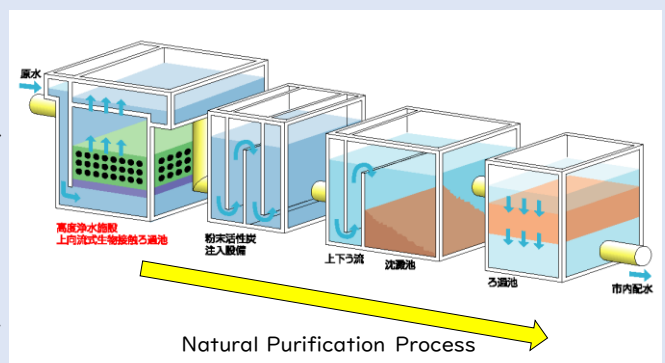 原水
高度浄水施設
上向流式生物接触ろ過池
粉末活性炭
注入設備
上下う流
沈澱池
ろ過池
市内配水
Natural Purification Process